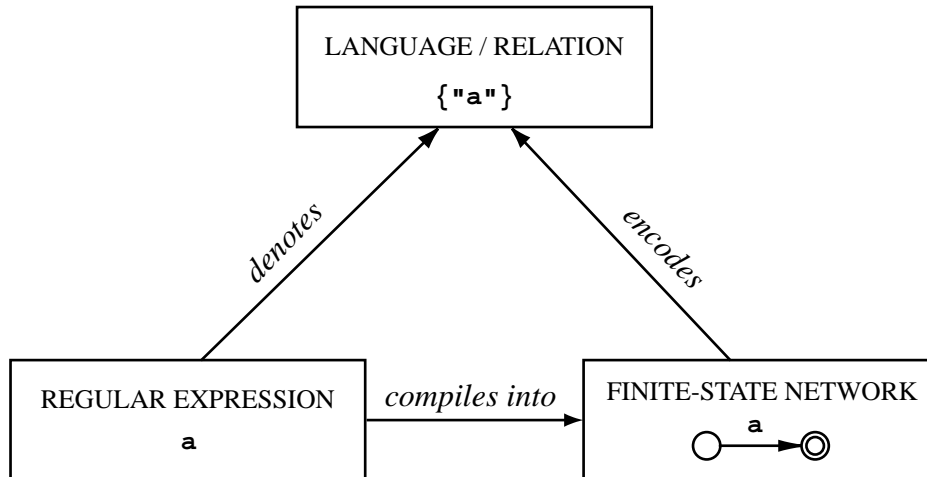 LANGUAGE / RELATION
{"a"}
denotes
encodes
REGULAR EXPRESSION
a
compiles into
FINITE-STATE NETWORK
a